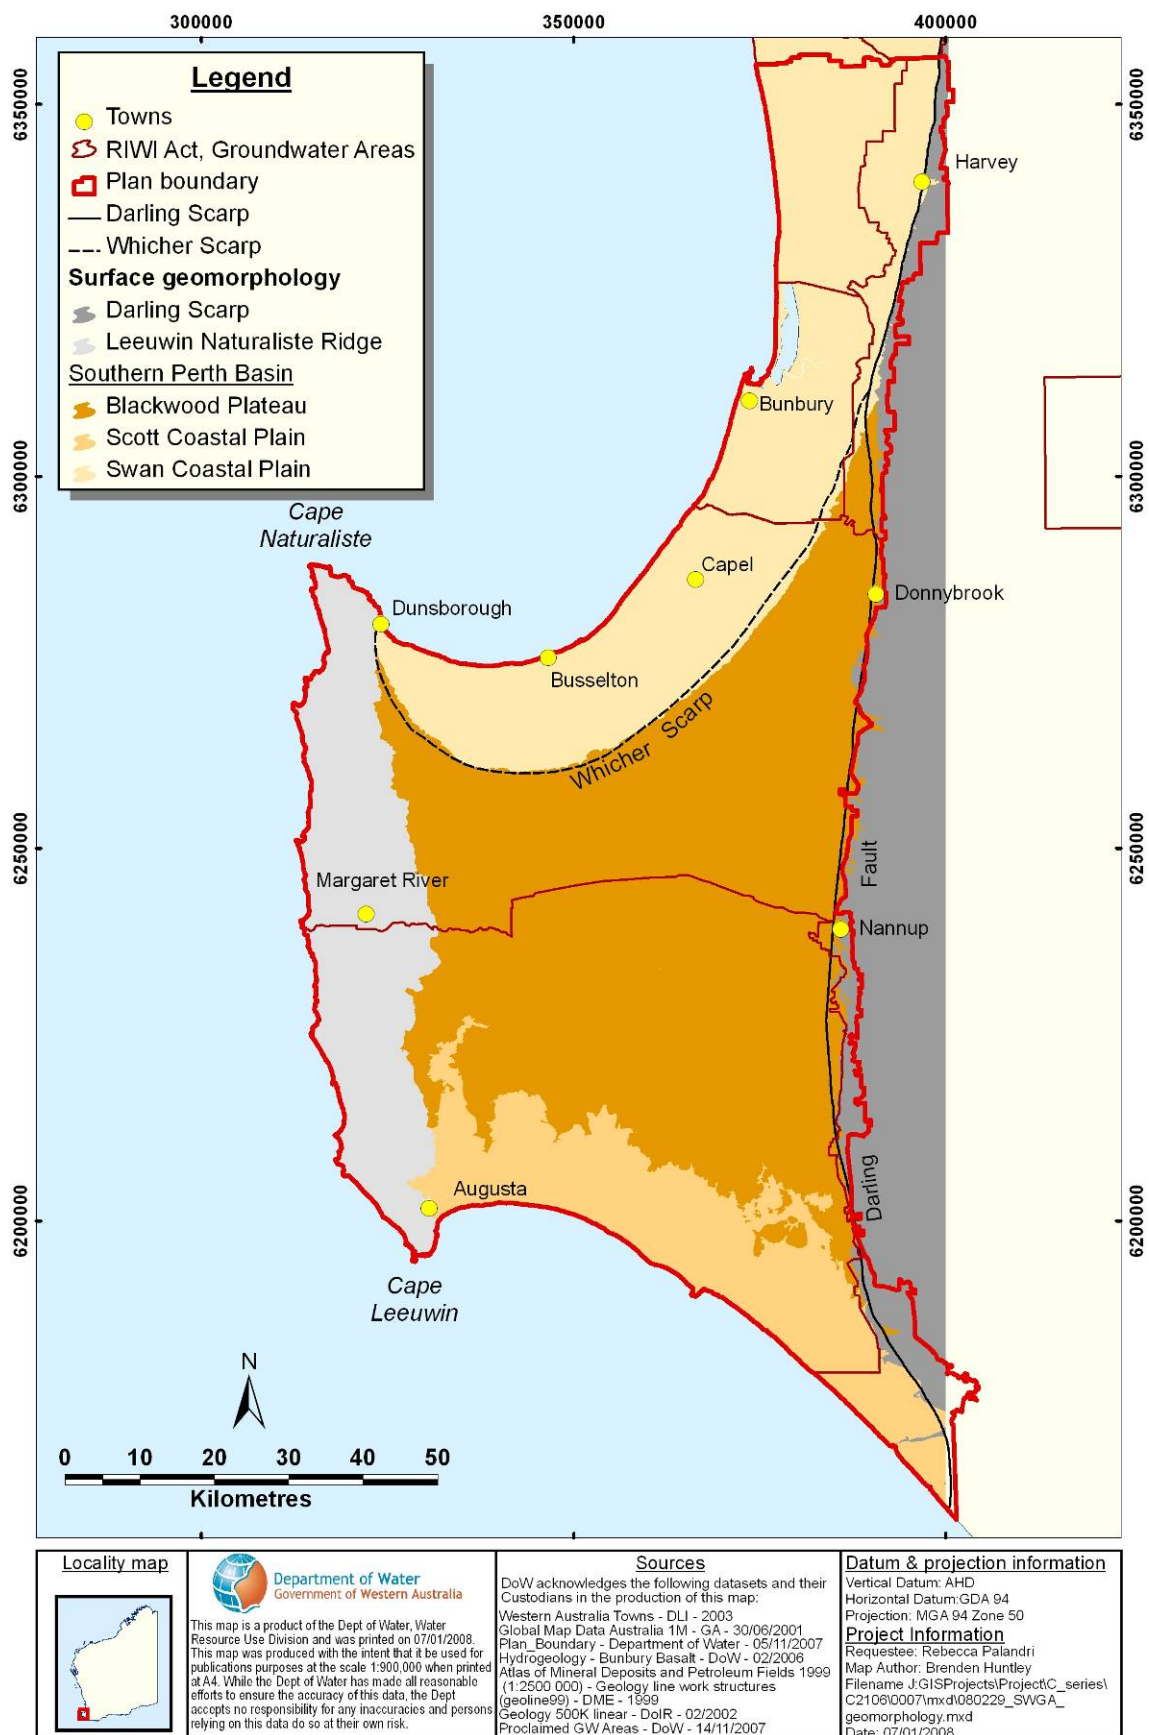 300000 350000 400000
6350000 6350000
6300000
6250000 6250000
6200000 6200000
Legend
Towns
RIWI Act, Groundwater Areas
Plan boundary
Darling Scarp
Whicher Scarp
Surface geomorphology
Darling Scarp
Leeuwin Naturaliste Ridge
Southern Perth Basin
Blackwood Plateau
Scott Coastal Plain
Swan Coastal Plain
Harvey
Bunbury
Cape
Naturaliste
Capel
Donnybrook
Dunsborough
Busselton
Whicher Scarp
Fault
Margaret River
Nannup
Darling
Augusta
Cape
Leeuwin
N
0 10 20 30 40 50
Kilometres
Locality map
Department of Water
Government of Western Australia
This map is a product of the Dept of Water, Water
Resource Use Division and was printed on 07/01/2008.
This map was produced with the intent that it be used for
publications purposes at the scale 1:900,000 when printed
at A4. While the Dept of Water has made all reasonable
efforts to ensure the accuracy of this data, the Dept
accepts no responsibility for any inaccuracies and persons
relying on this data do so at their own risk.
Sources
DoW acknowledges the following datasets and their
Custodians in the production of this map:
Western Australia Towns - DLI - 2003
Global Map Data Australia 1M - GA - 30/06/2001
Plan_Boundary - Department of Water - 05/11/2007
Hydrogeology - Bunbury Basalt - DoW - 02/2006
Atlas of Mineral Deposits and Petroleum Fields 1999
(1:2500 000) - Geology line work structures
(geoline99) - DME - 1999
Geology 500K linear - DoIR - 02/2002
Proclaimed GW Areas - DoW - 14/11/2007
Datum & projection information
Vertical Datum: AHD
Horizontal Datum:GDA 94
Projection: MGA 94 Zone 50
Project Information
Requestee: Rebecca Palandri
Map Author: Brenden Huntley
Filename J:GISProjects\Project\C_series\
C2106\0007\mxd\080229_SWGA_
geomorphology.mxd
Date: 07/01/2008
6300000